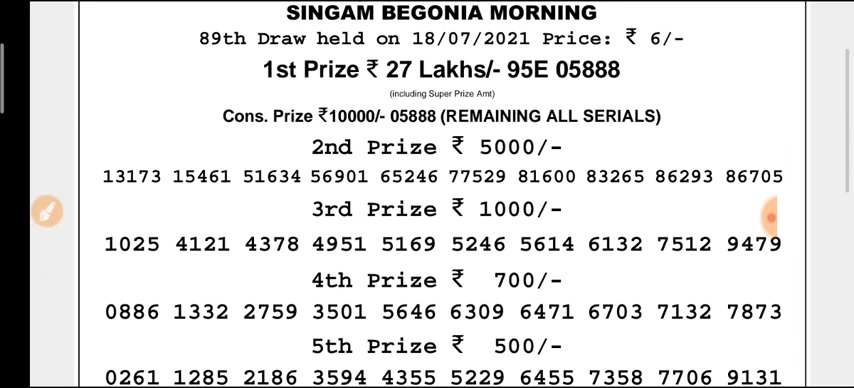 SINGAM BEGONIA MORNING
89th Draw held on 18/07/2021 Price: ₹ 6/-
1st Prize ₹ 27 Lakhs/- 95E 05888
(including Super Prize Amt)
Cons. Prize ₹10000/- 05888 (REMAINING ALL SERIALS)
2nd Prize ₹ 5000/-
13173 15461 51634 56901 65246 77529 81600 83265 86293 86705
3rd Prize ₹ 1000/-
1025 4121 4378 4951 5169 5246 5614 6132 7512 9479
4th Prize ₹ 700/-
0886 1332 2759 3501 5646 6309 6471 6703 7132 7873
5th Prize ₹ 500/-
0261 1285 2186 3594 4355 5229 6455 7358 7706 9131